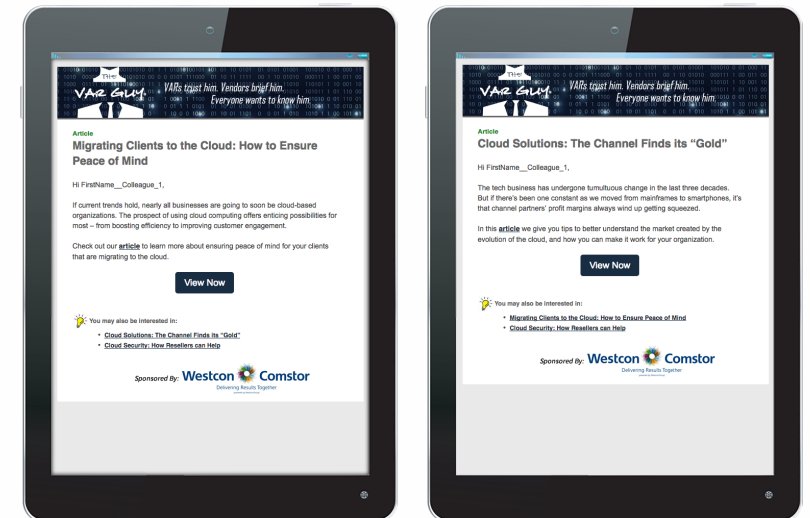 THE
VAR GUY.
VARs trust him. Vendors brief him.
Everyone wants to know him.
Article
Migrating Clients to the Cloud: How to Ensure
Peace of Mind
Hi FirstName__Colleague_1,
If current trends hold, nearly all businesses are going to soon be cloud-based
organizations. The prospect of using cloud computing offers enticing possibilities for
most – from boosting efficiency to improving customer engagement.
Check out our article to learn more about ensuring peace of mind for your clients
that are migrating to the cloud.
View Now
You may also be interested in:
• Cloud Solutions: The Channel Finds its "Gold"
• Cloud Security: How Resellers can Help
Sponsored By: Westcon Comstor
Delivering Results Together
THE
VAR GUY.
VARs trust him. Vendors brief him.
Everyone wants to know him.
Article
Cloud Solutions: The Channel Finds its “Gold”
Hi FirstName__Colleague_1,
The tech business has undergone tumultuous change in the last three decades.
But if there's been one constant as we moved from mainframes to smartphones, it's
that channel partners' profit margins always wind up getting squeezed.
In this article we give you tips to better understand the market created by the
evolution of the cloud, and how you can make it work for your organization.
View Now
You may also be interested in:
• Migrating Clients to the Cloud: How to Ensure Peace of Mind
• Cloud Security: How Resellers can Help
Sponsored By: Westcon Comstor
Delivering Results Together